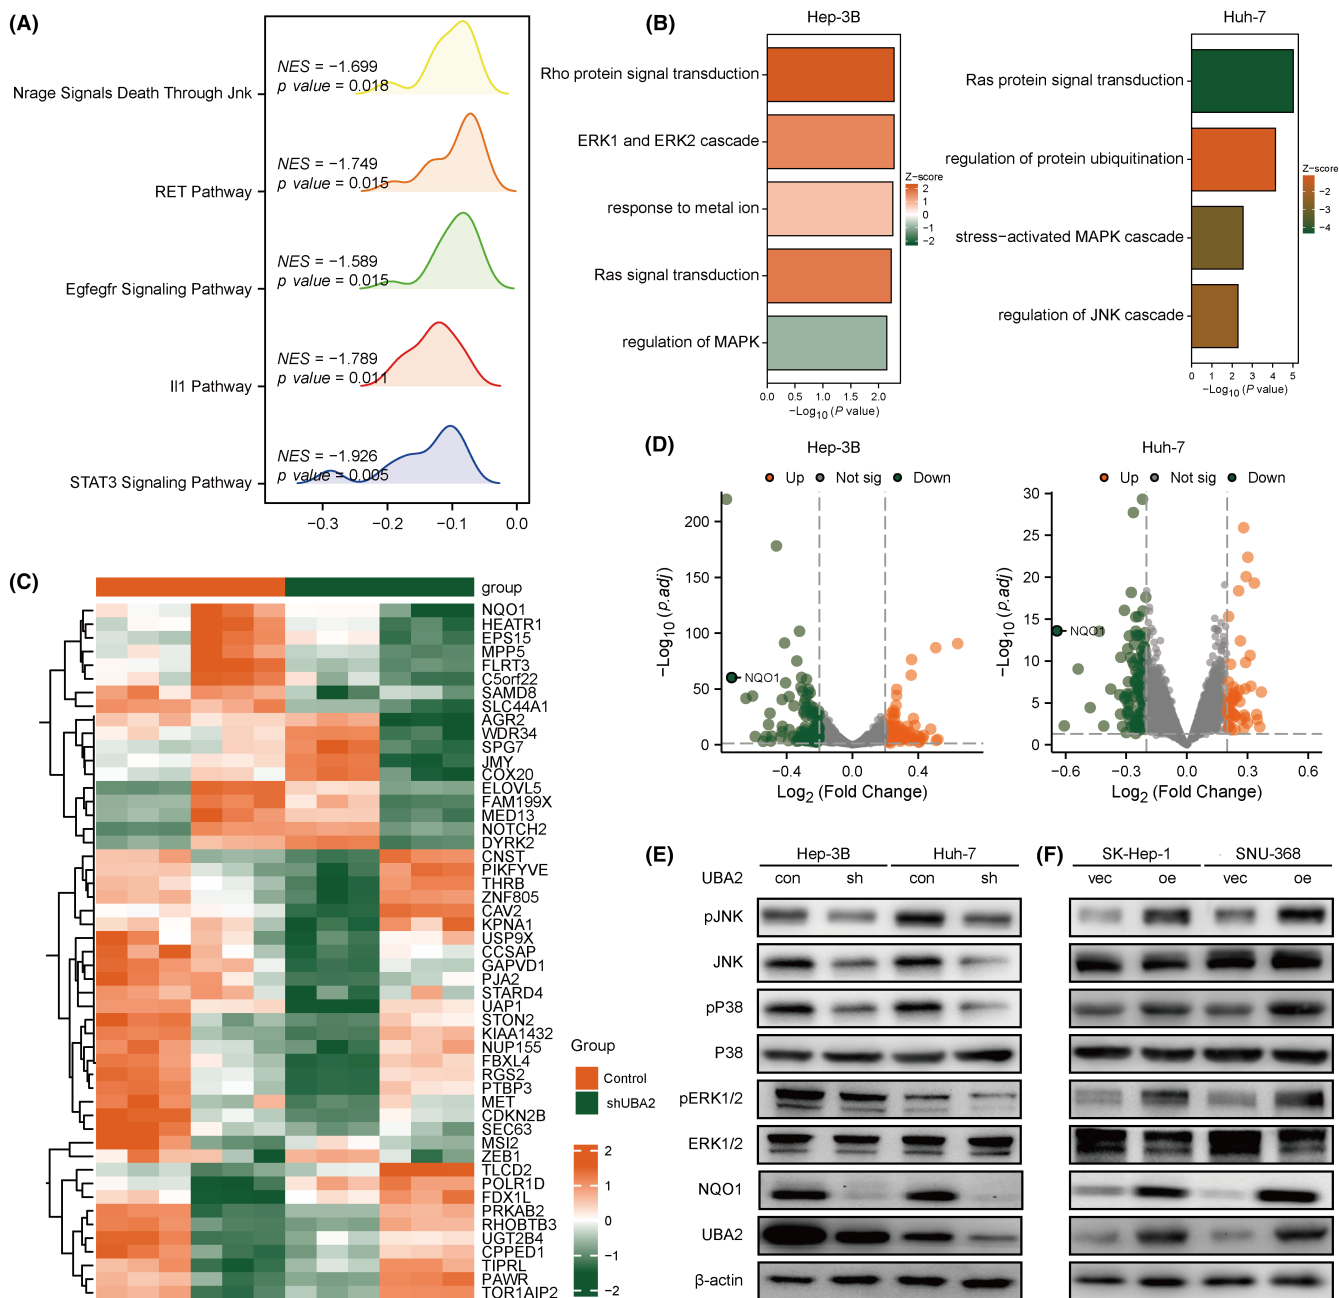 (A)
NES = −1.699
p value = 0.018
Nrage Signals Death Through Jnk
NES = −1.749
p value = 0.015
RET Pathway
NES = −1.589
p value = 0.015
Egfegfr Signaling Pathway
NES = −1.789
p value = 0.011
Il1 Pathway
NES = −1.926
p value = 0.005
STAT3 Signaling Pathway
−0.3 −0.2 −0.1 0.0
(B)
Hep-3B
Rho protein signal transduction
ERK1 and ERK2 cascade
response to metal ion
Ras signal transduction
regulation of MAPK
0.0 0.5 1.0 1.5 2.0
−Log10 (P value)
Z−score
2
1
0
−1
−2
Huh-7
Ras protein signal transduction
regulation of protein ubiquitination
stress−activated MAPK cascade
regulation of JNK cascade
0 1 2 3 4 5
−Log10 (P value)
Z−score
−2
−3
−4
(C)
group
NQO1
HEATR1
EPS15
MPP5
FLRT3
C5orf22
SAMD8
SLC44A1
AGR2
WDR34
SPG7
JMY
COX20
ELOVL5
FAM199X
MED13
NOTCH2
DYRK2
CNST
PIKFYVE
THRB
ZNF805
CAV2
KPNA1
USP9X
CCSAP
GAPVD1
PJA2
STARD4
UAP1
STON2
KIAA1432
NUP155
FBXL4
RGS2
PTBP3
MET
CDKN2B
SEC63
MSI2
ZEB1
TLCD2
POLR1D
FDX1L
PRKAB2
RHOBTB3
UGT2B4
CPPED1
TIPRL
PAWR
TOR1AIP2
Group
Control
shUBA2
2
1
0
−1
−2
(D)
Hep-3B
Up Not sig Down
200
150
100
50
0
−Log10 (p.adj)
NQO1
−0.4 0.0 0.4
Log2 (Fold Change)
Huh-7
Up Not sig Down
30
25
20
15
10
5
0
−Log10 (p.adj)
NQO1
−0.6 −0.3 0.0 0.3 0.6
Log2 (Fold Change)
(E)
Hep-3B Huh-7
UBA2 con sh con sh
pJNK
JNK
pP38
P38
pERK1/2
ERK1/2
NQO1
UBA2
β-actin
(F)
SK-Hep-1 SNU-368
vec oe vec oe